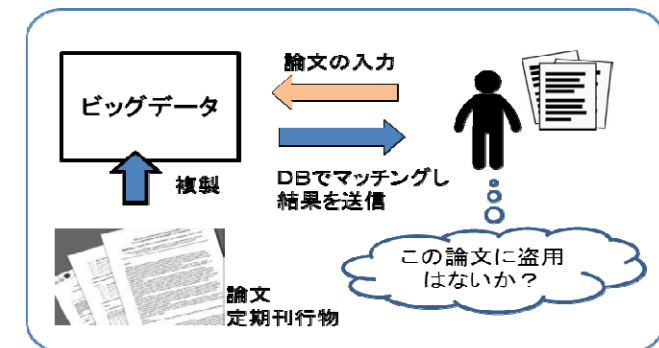 論文の入力
ビッグデータ
複製
DBでマッチングし
結果を送信
この論文に盗用
はないか？
論文
定期刊行物